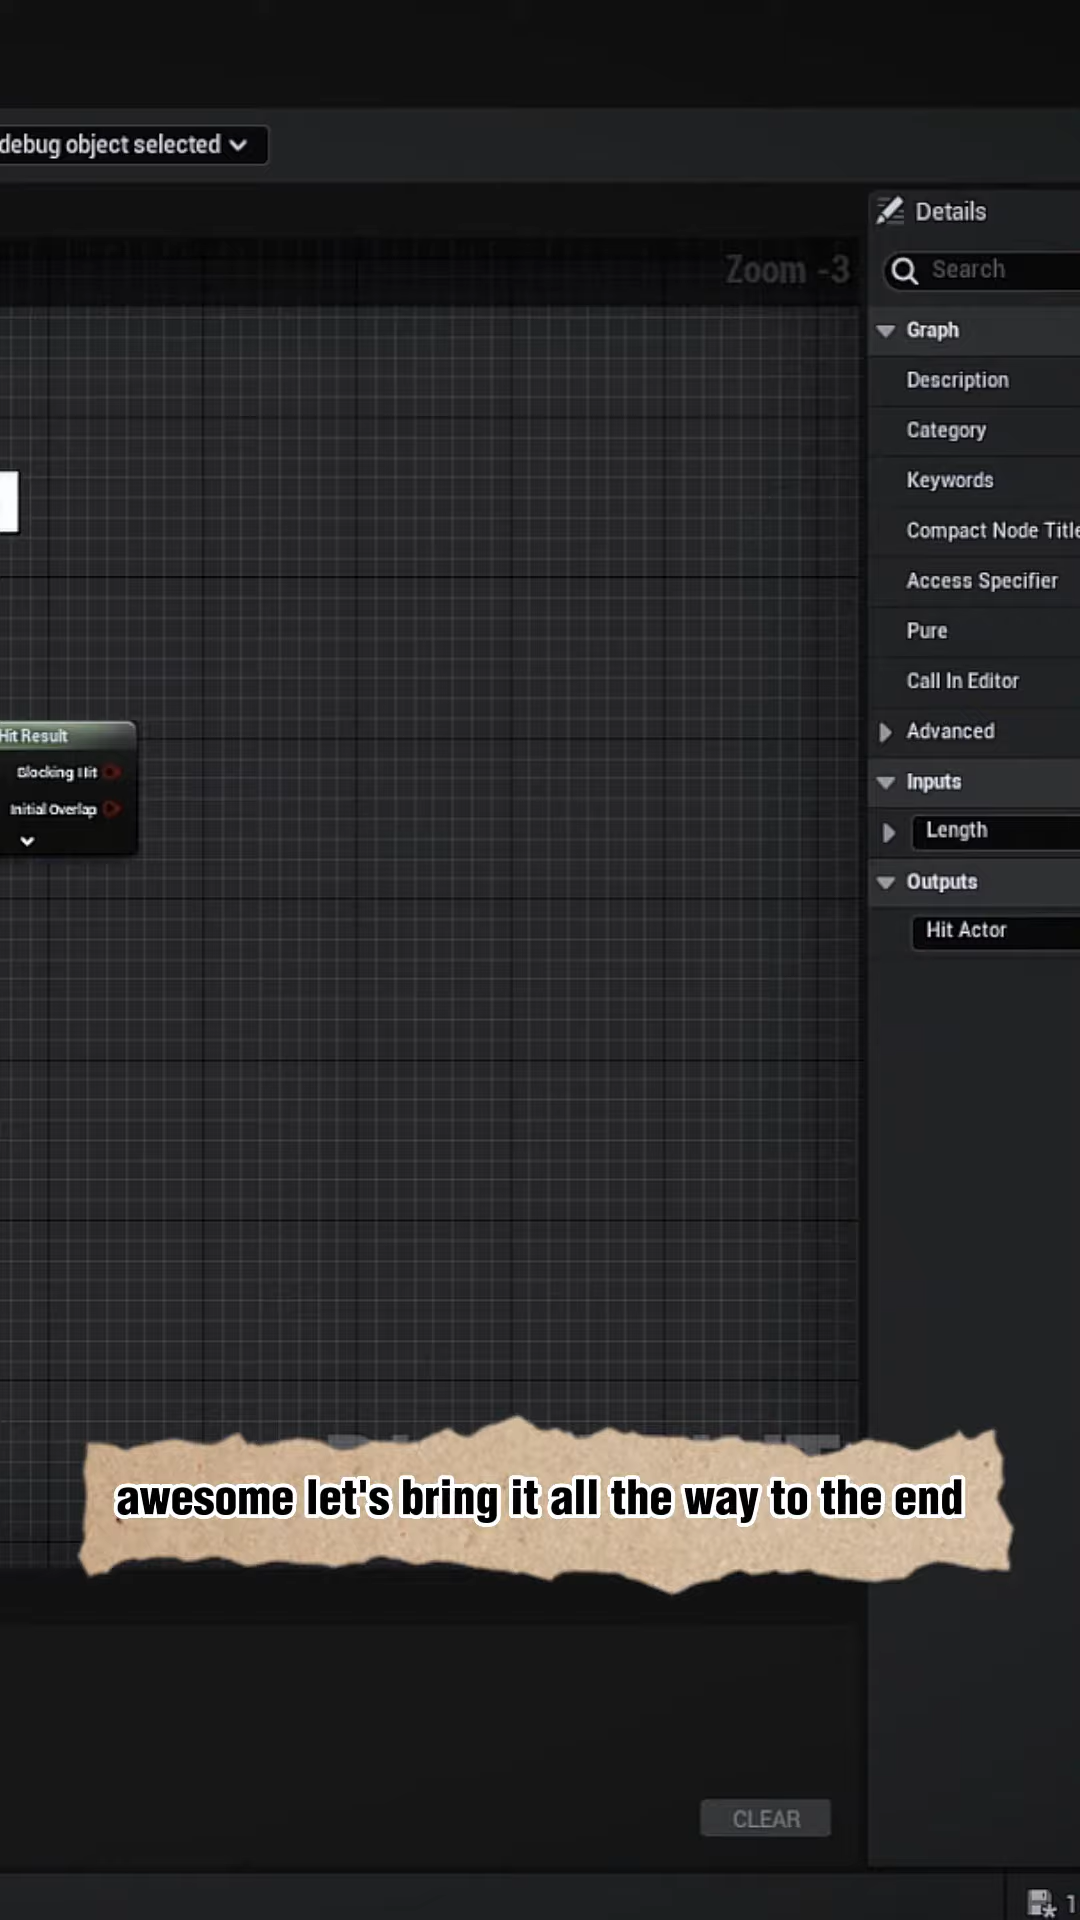 debug object selected
Details
Zoom -3
Search
Graph
Description
Category
Keywords
Compact Node Title
Access Specifier
Pure
Hit Result
Call In Editor
Blocking Hit
Advanced
Initial Overlap
Inputs
Length
Outputs
Hit Actor
awesome let's bring it all the way to the end
CLEAR
1